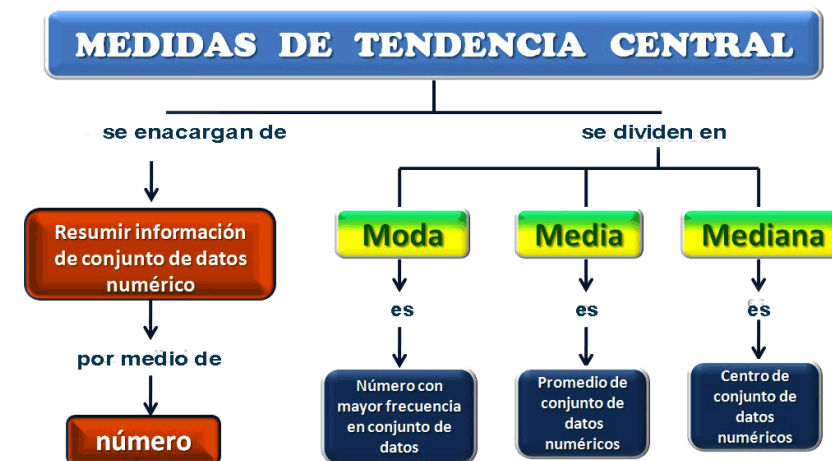 MEDIDAS DE TENDENCIA CENTRAL
se enacargan de
se dividen en
Resumir información
de conjunto de datos
numérico
por medio de
número
Moda
es
Número con
mayor frecuencia
en conjunto de
datos
Media
es
Promedio de
conjunto de
datos
numéricos
Mediana
es
Centro de
conjunto de
datos
numéricos